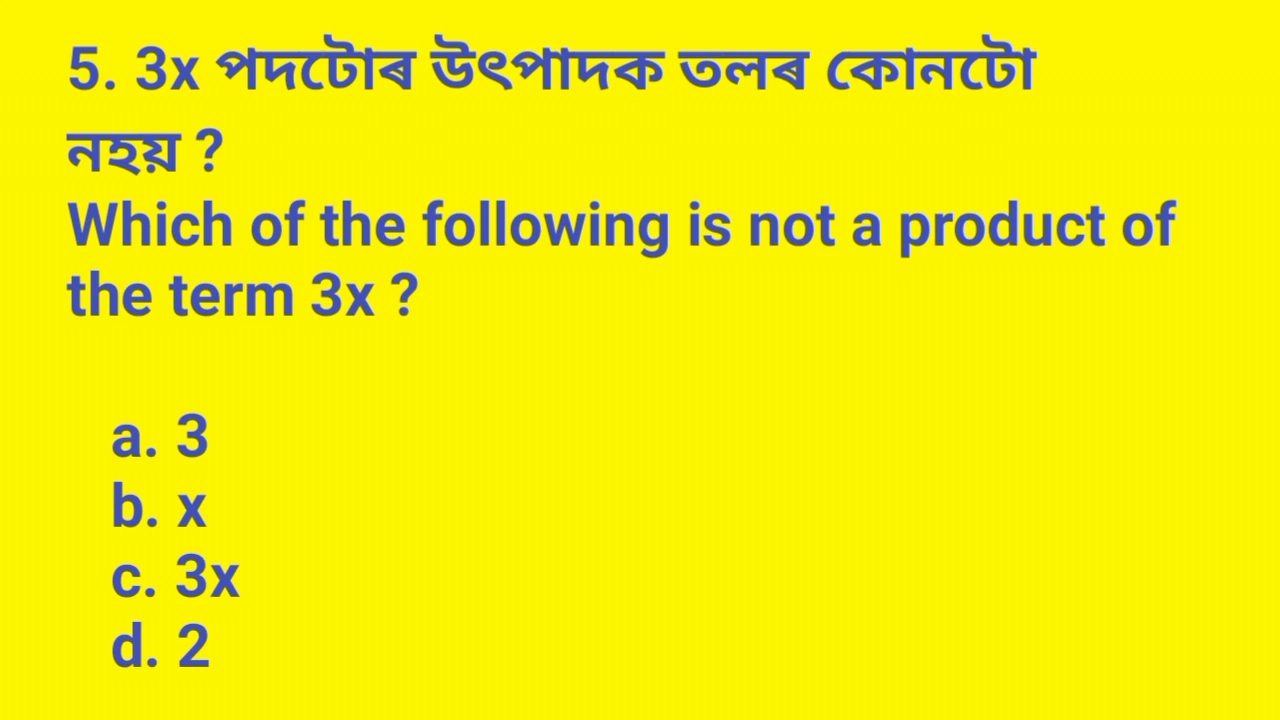 5. 3x পদটোৰ উৎপাদক তলৰ কোনটো
নহয় ?
Which of the following is not a product of
the term 3x ?
a. 3
b. x
c. 3x
d. 2